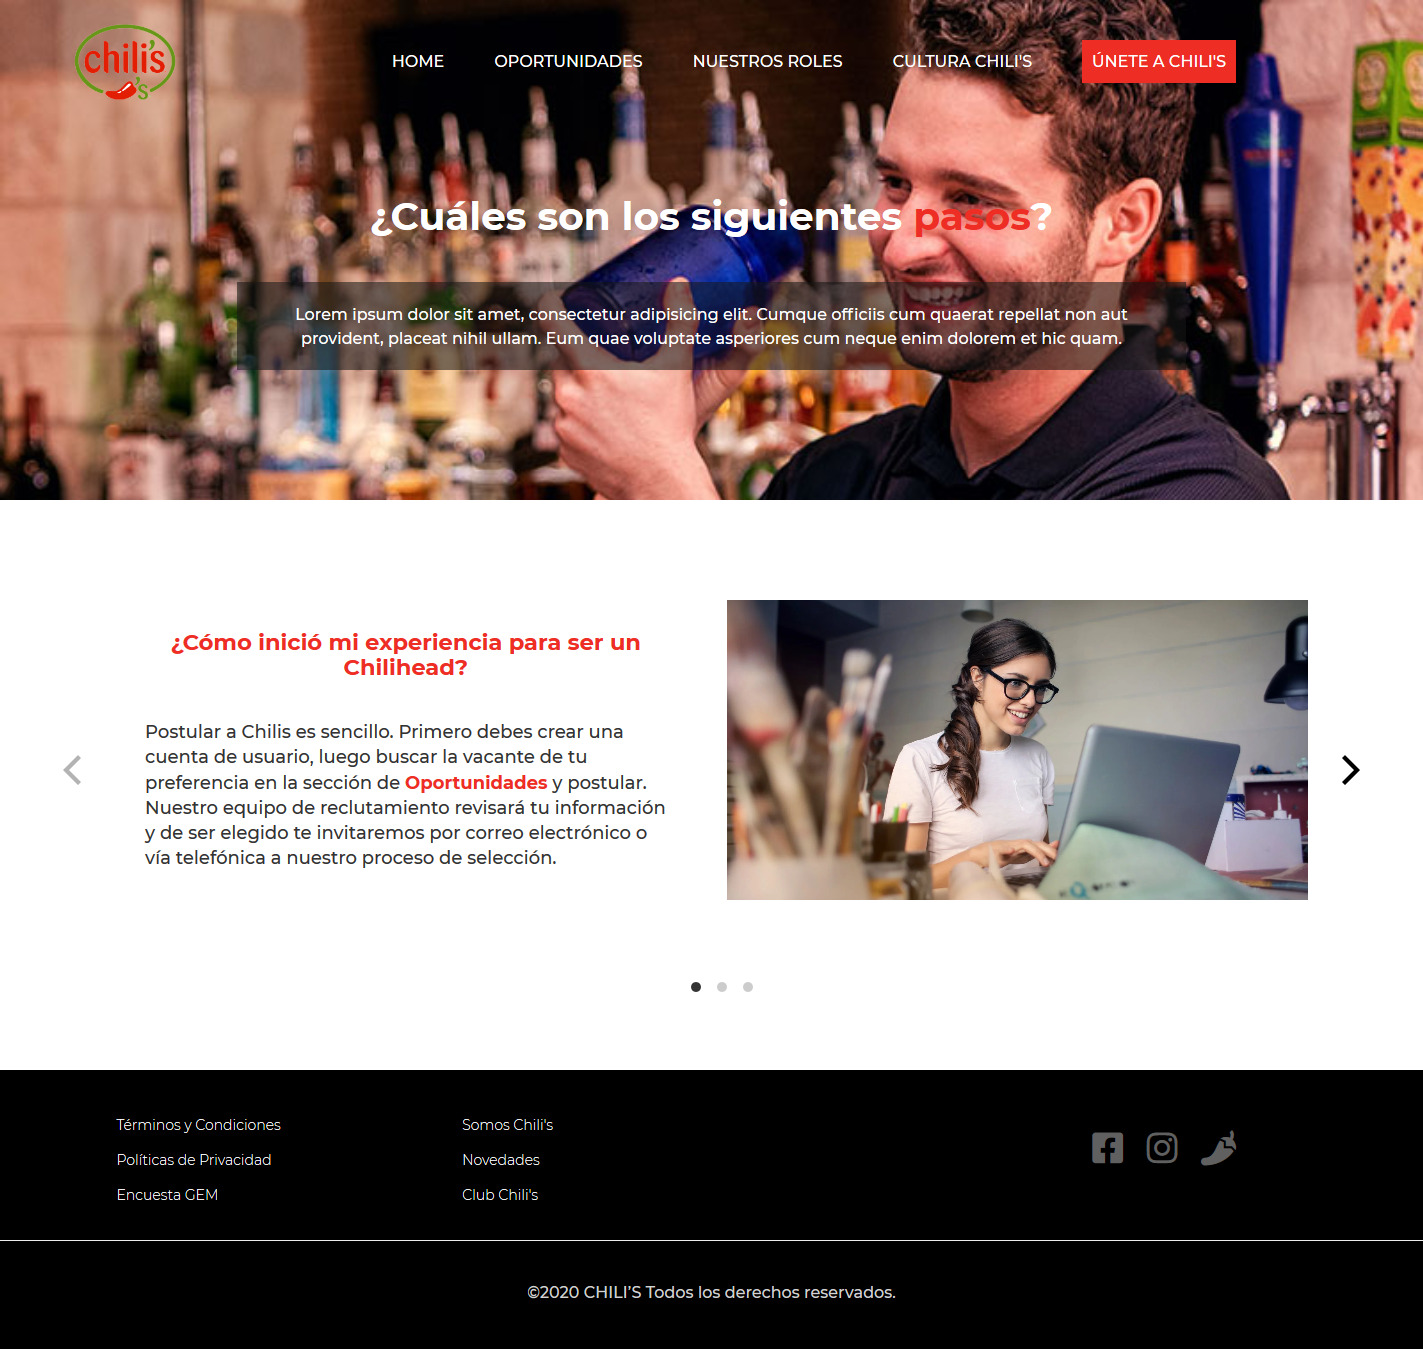 chili's
's
HOME OPORTUNIDADES NUESTROS ROLES CULTURA CHILI'S ÚNETE A CHILI'S
¿Cuáles son los siguientes pasos?
Lorem ipsum dolor sit amet, consectetur adipisicing elit. Cumque officiis cum quaerat repellat non aut
provident, placeat nihil ullam. Eum quae voluptate asperiores cum neque enim dolorem et hic quam.
¿Cómo inició mi experiencia para ser un
Chilihead?
Postular a Chilis es sencillo. Primero debes crear una
cuenta de usuario, luego buscar la vacante de tu
preferencia en la sección de Oportunidades y postular.
Nuestro equipo de reclutamiento revisará tu información
y de ser elegido te invitaremos por correo electrónico o
vía telefónica a nuestro proceso de selección.
Términos y Condiciones
Políticas de Privacidad
Encuesta GEM
Somos Chili's
Novedades
Club Chili's
©2020 CHILI'S Todos los derechos reservados.